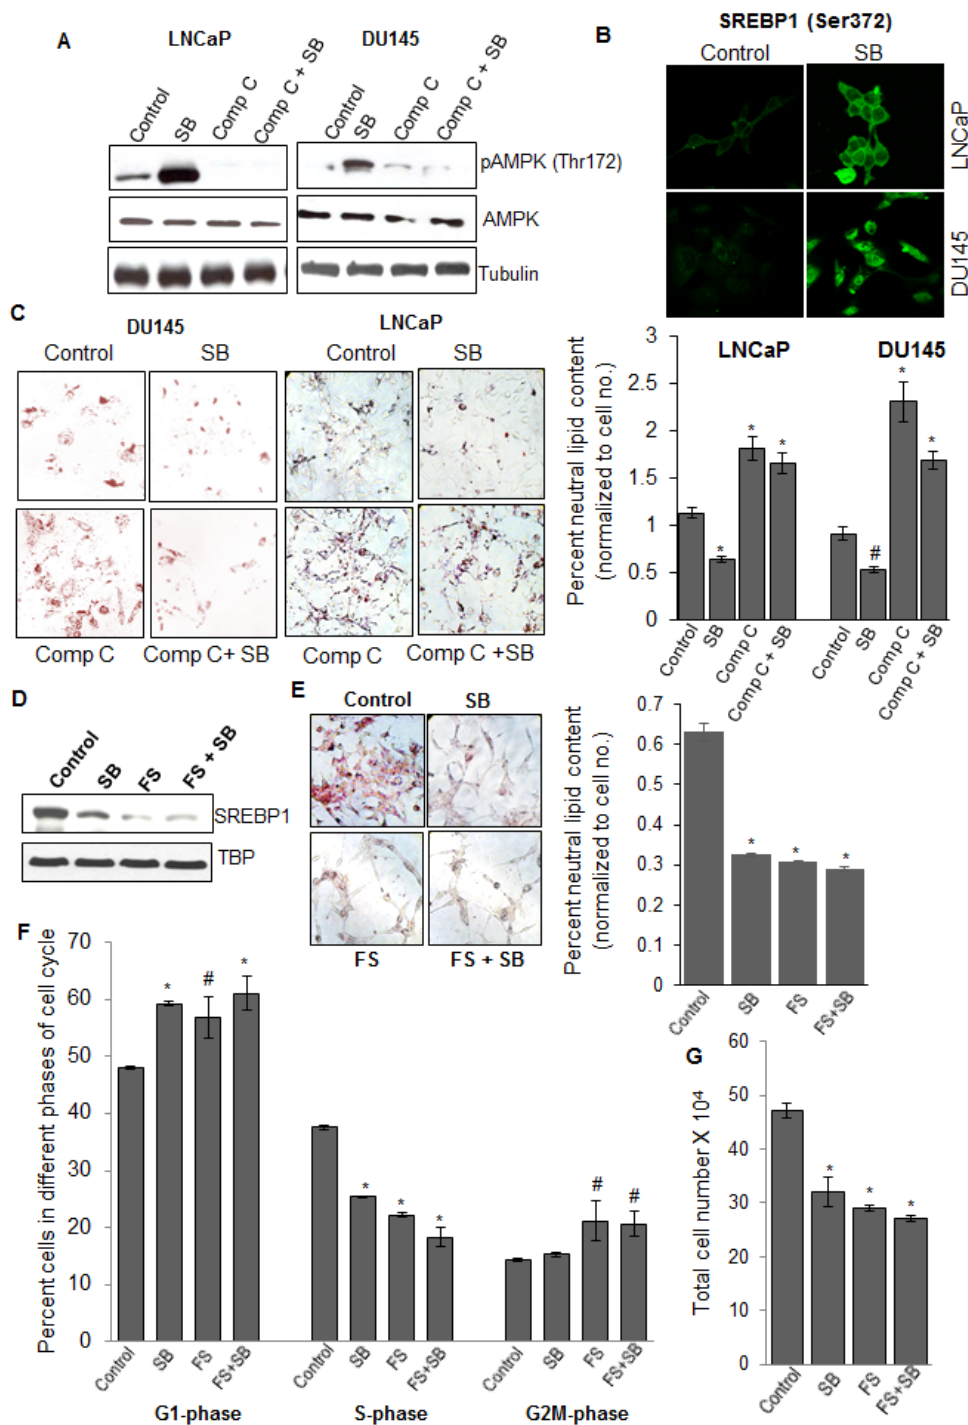 A
LNCaP
DU145
Control
SB
Comp C
Comp C + SB
Control
SB
Comp C
Comp C + SB
pAMPK (Thr172)
AMPK
Tubulin
B
SREBP1 (Ser372)
Control
SB
LNCaP
DU145
C
DU145
LNCaP
Control
SB
Control
SB
Comp C
Comp C+ SB
Comp C
Comp C +SB
Percent neutral lipid content
(normalized to cell no.)
3
2.5
2
1.5
1
0.5
0
LNCaP
DU145
*
*
*
*
#
*
*
Control
SB
Comp C
Comp C + SB
Control
SB
Comp C
Comp C + SB
D
Control
SB
FS
FS + SB
SREBP1
TBP
E
Control
SB
FS
FS + SB
Percent neutral lipid content
(normalized to cell no.)
0.7
0.6
0.5
0.4
0.3
0.2
0.1
0
*
*
*
Control
SB
FS
FS+SB
F
Percent cells in different phases of cell cycle
70
60
50
40
30
20
10
0
*
#
*
*
*
*
#
#
Control
SB
FS
FS+SB
Control
SB
FS
FS+SB
Control
SB
FS
FS+SB
G1-phase
S-phase
G2M-phase
G
Total cell number X 10⁴
60
50
40
30
20
10
0
*
*
*
Control
SB
FS
FS+SB